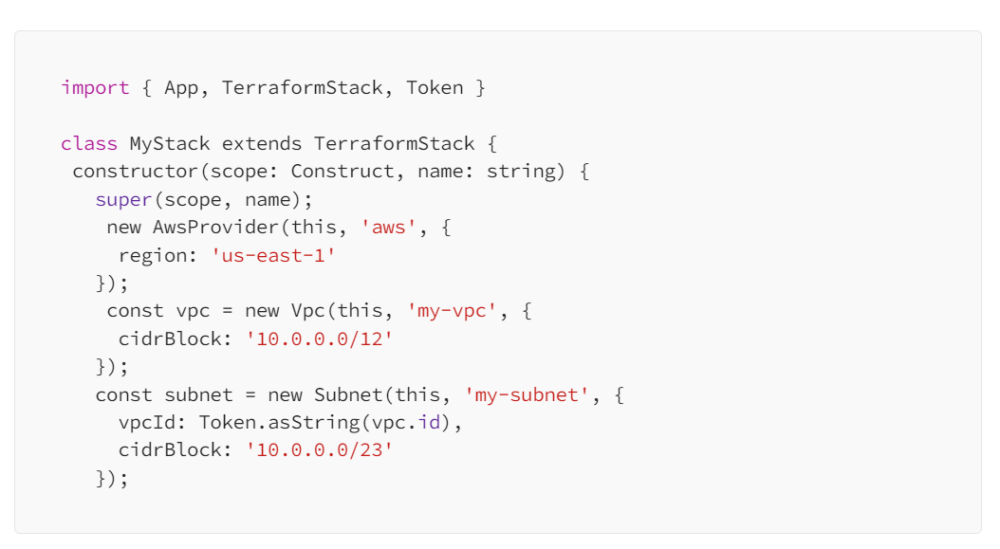 import { App, TerraformStack, Token }
class MyStack extends TerraformStack {
constructor(scope: Construct, name: string) {
super(scope, name);
new AwsProvider(this, 'aws', {
region: 'us-east-1'
});
const vpc = new Vpc(this, 'my-vpc', {
cidrBlock: '10.0.0.0/12'
});
const subnet = new Subnet(this, 'my-subnet', {
vpcId: Token.asString(vpc.id),
cidrBlock: '10.0.0.0/23'
});